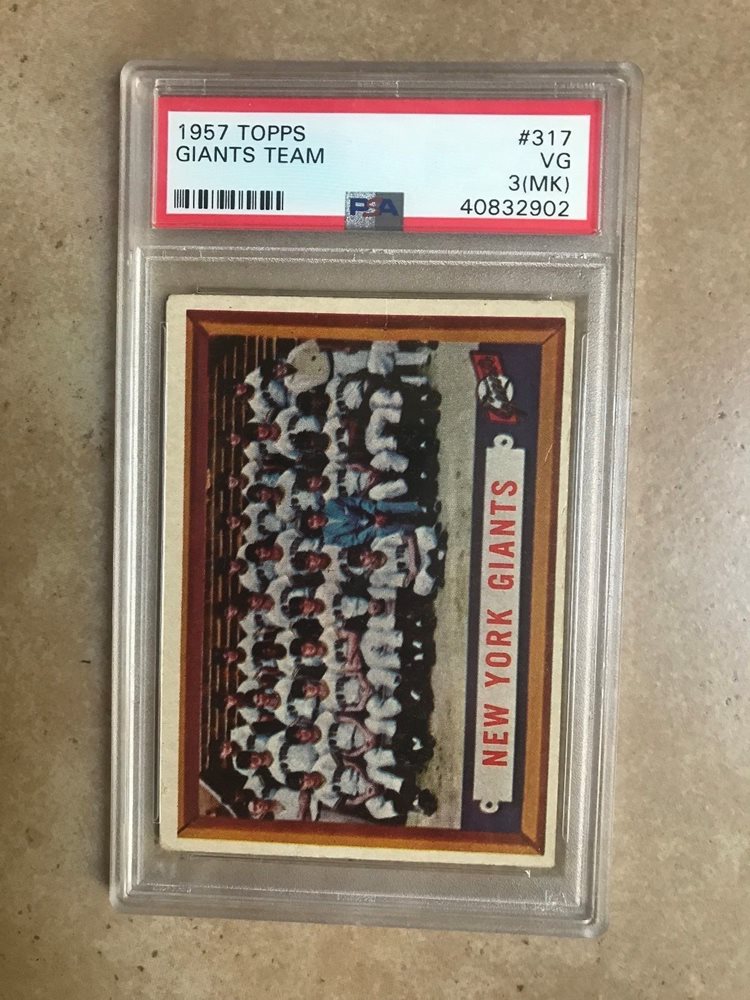 1957 TOPPS #317
GIANTS TEAM VG
3(MK)
PSA 40832902
NEW YORK GIANTS